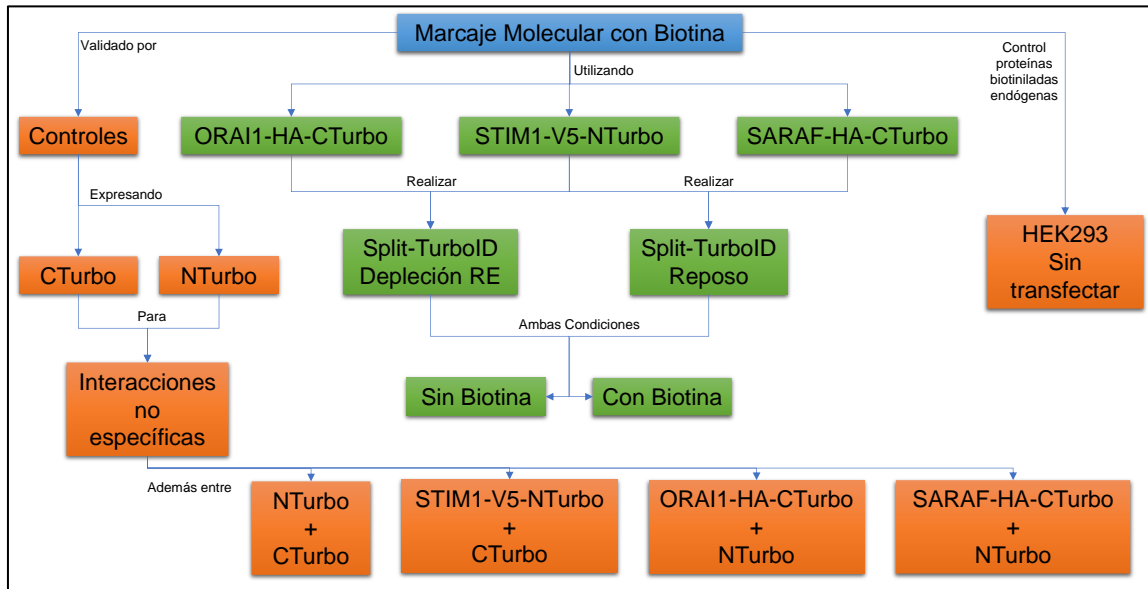 Marcaje Molecular con Biotina
Validado por
Utilizando
Control
proteínas
biotiniladas
endógenas
Controles
ORAI1-HA-CTurbo
STIM1-V5-NTurbo
SARAF-HA-CTurbo
Expresando
Realizar
Realizar
CTurbo
NTurbo
Split-TurboID
Depleción RE
Split-TurboID
Reposo
HEK293
Sin
transfectar
Para
Ambas Condiciones
Interacciones
no
específicas
Sin Biotina
Con Biotina
Además entre
NTurbo
+
CTurbo
STIM1-V5-NTurbo
+
CTurbo
ORAI1-HA-CTurbo
+
NTurbo
SARAF-HA-CTurbo
+
NTurbo